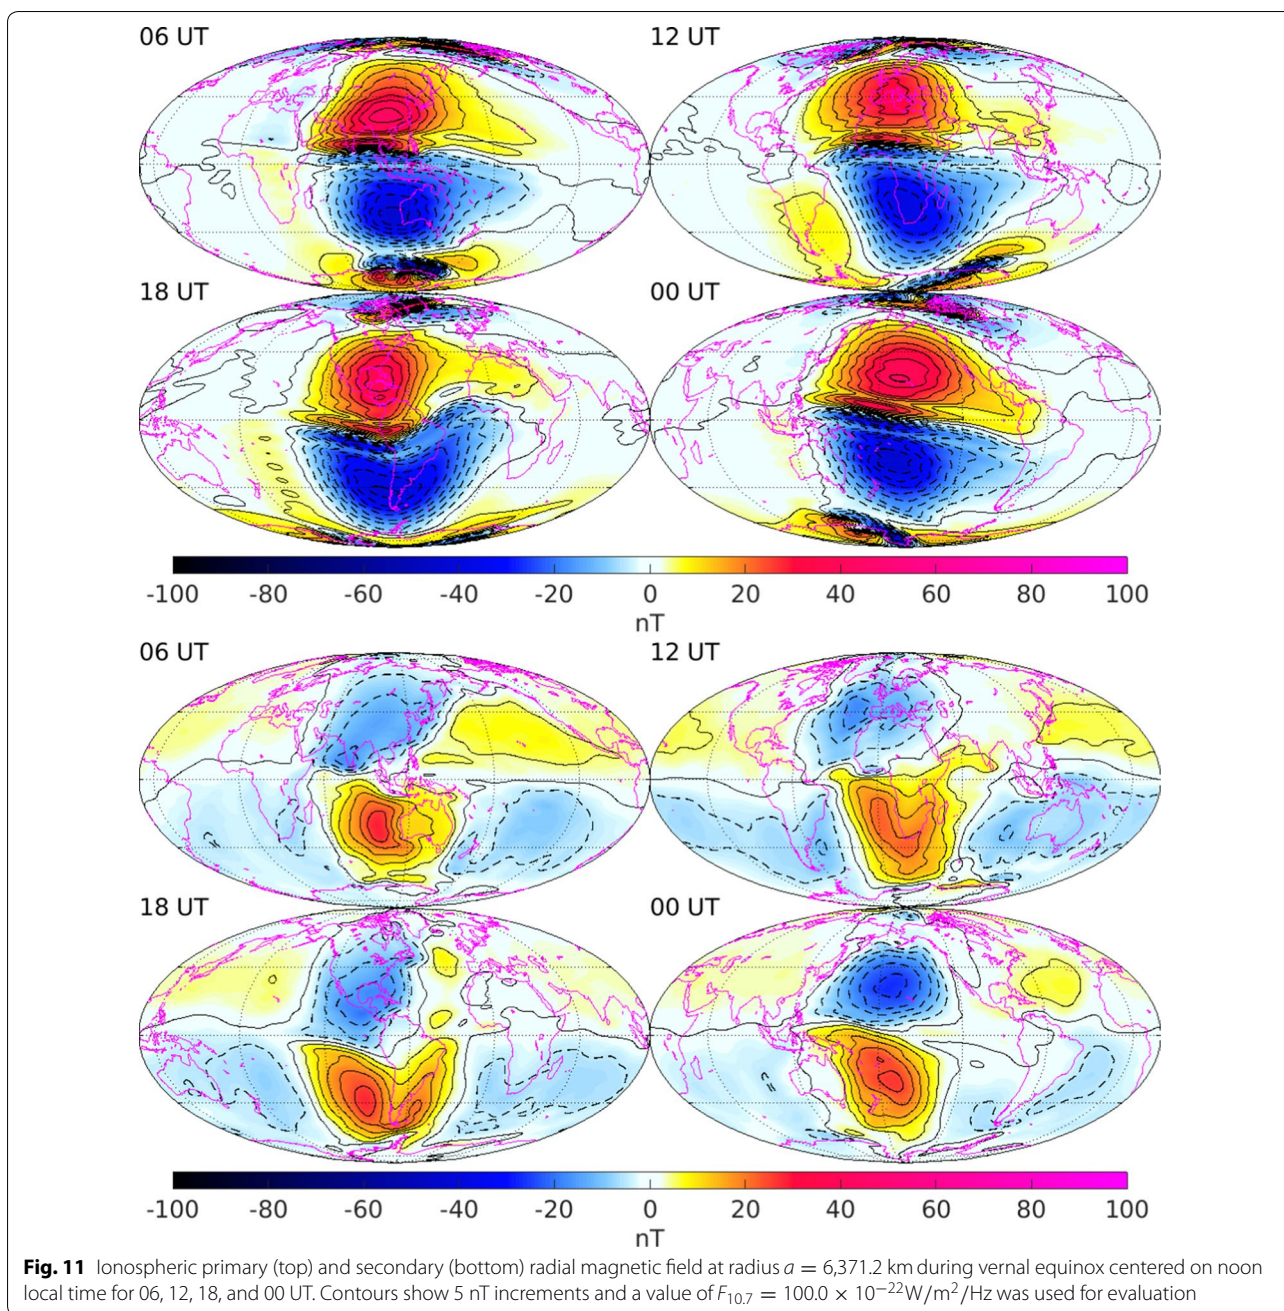 06 UT
12 UT
18 UT
00 UT
-100 -80 -60 -40 -20 0 20 40 60 80 100
nT
06 UT
12 UT
18 UT
00 UT
-100 -80 -60 -40 -20 0 20 40 60 80 100
nT
Fig. 11 Ionospheric primary (top) and secondary (bottom) radial magnetic field at radius a = 6,371.2 km during vernal equinox centered on noon
local time for 06, 12, 18, and 00 UT. Contours show 5 nT increments and a value of F₁₀.₇ = 100.0 × 10⁻²²W/m²/Hz was used for evaluation